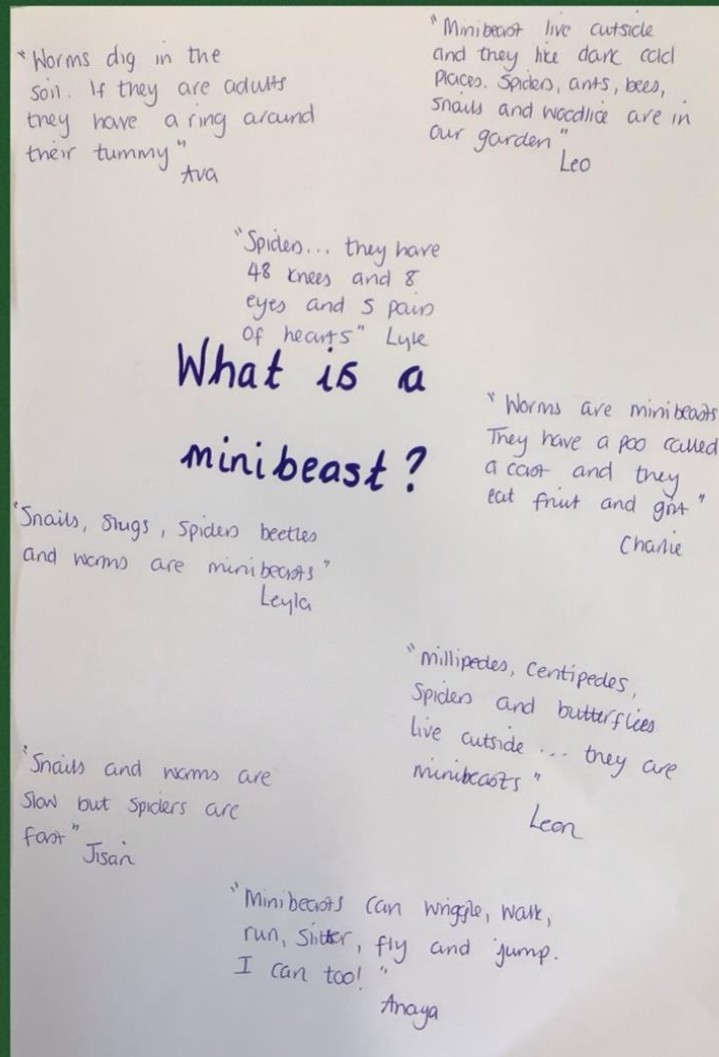 "Worms dig in the
soil. If they are adults
they have a ring around
their tummy"
Ava
"Minibeast live outside
and they like dark cold
places. Spiders, ants, bees,
snails and woodlice are in
our garden"
Leo
"Spiders... they have
48 knees and 8
eyes and 5 pairs
of hearts" Lyle
What is a
minibeast?
"Worms are minibeasts
They have a poo called
a cast and they
eat fruit and grit"
Charlie
"Snails, slugs, spiders beetles
and worms are minibeasts"
Leyla
"millipedes, centipedes,
spiders and butterflies
live outside ... they are
minibeasts"
Leon
"Snails and worms are
slow but spiders are
fast"
Jisan
"Minibeasts can wriggle, walk,
run, slither, fly and jump.
I can too!"
Anaya